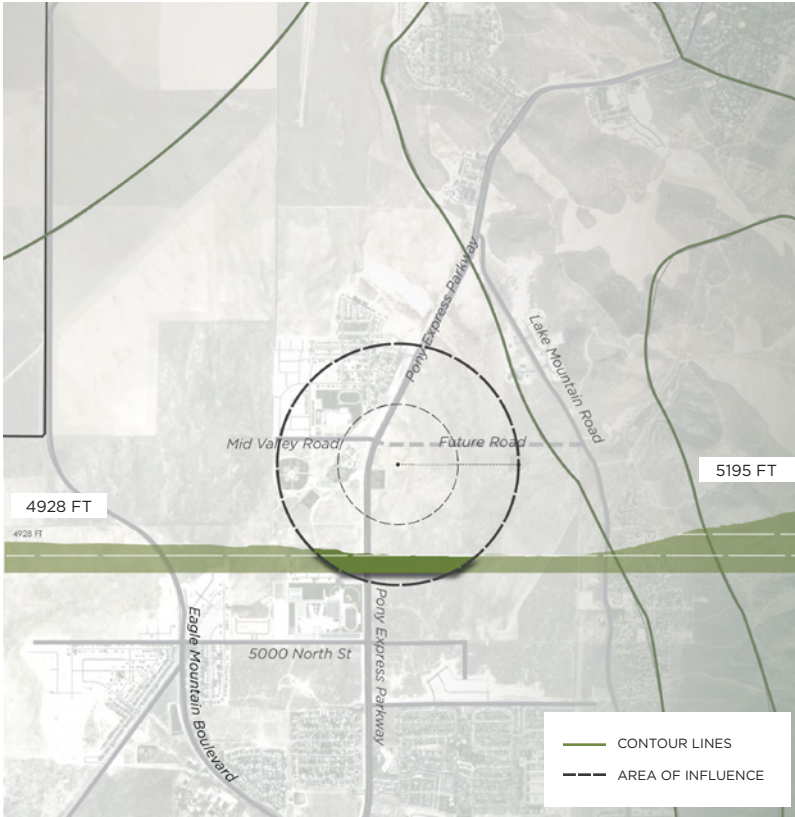 Pony Express Parkway
Lake Mountain Road
Mid Valley Road
Future Road
5195 FT
4928 FT
4928 FT
Eagle Mountain Boulevard
5000 North St
Pony Express Parkway
CONTOUR LINES
AREA OF INFLUENCE